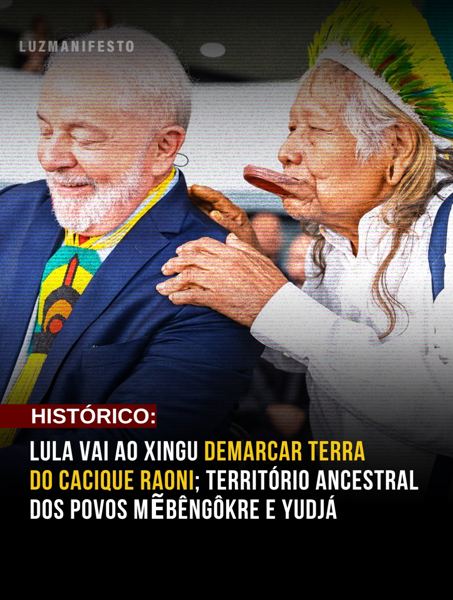 LUZMANIFESTO
HISTÓRICO:
LULA VAI AO XINGU DEMARCAR TERRA
DO CACIQUE RAONI; TERRITÓRIO ANCESTRAL
DOS POVOS MẼBÊNGÔKRE E YUDJÁ